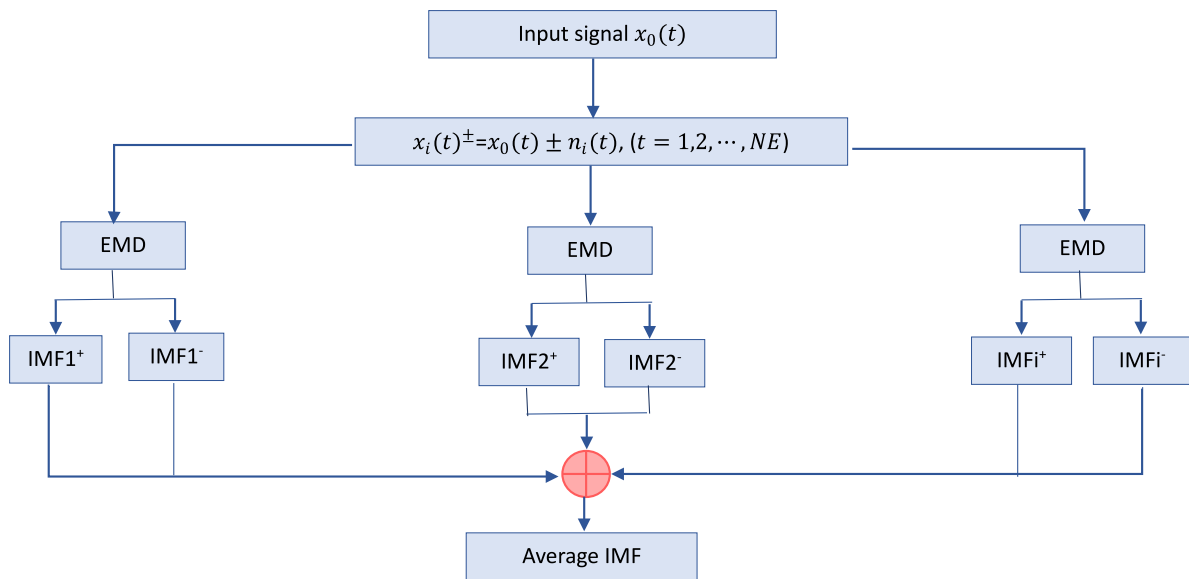 Input signal x₀(t)
xᵢ(t)^±=x₀(t) ± nᵢ(t), (t = 1,2, ⋯ , NE)
EMD
EMD
EMD
IMF1⁺
IMF1⁻
IMF2⁺
IMF2⁻
IMFi⁺
IMFi⁻
Average IMF